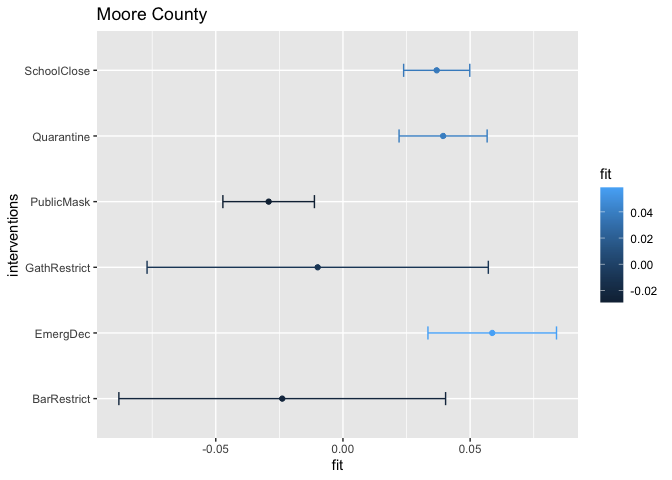 Moore County
SchoolClose
Quarantine
PublicMask
GathRestrict
EmergDec
BarRestrict
interventions
-0.05
0.00
0.05
fit
fit
0.04
0.02
0.00
-0.02